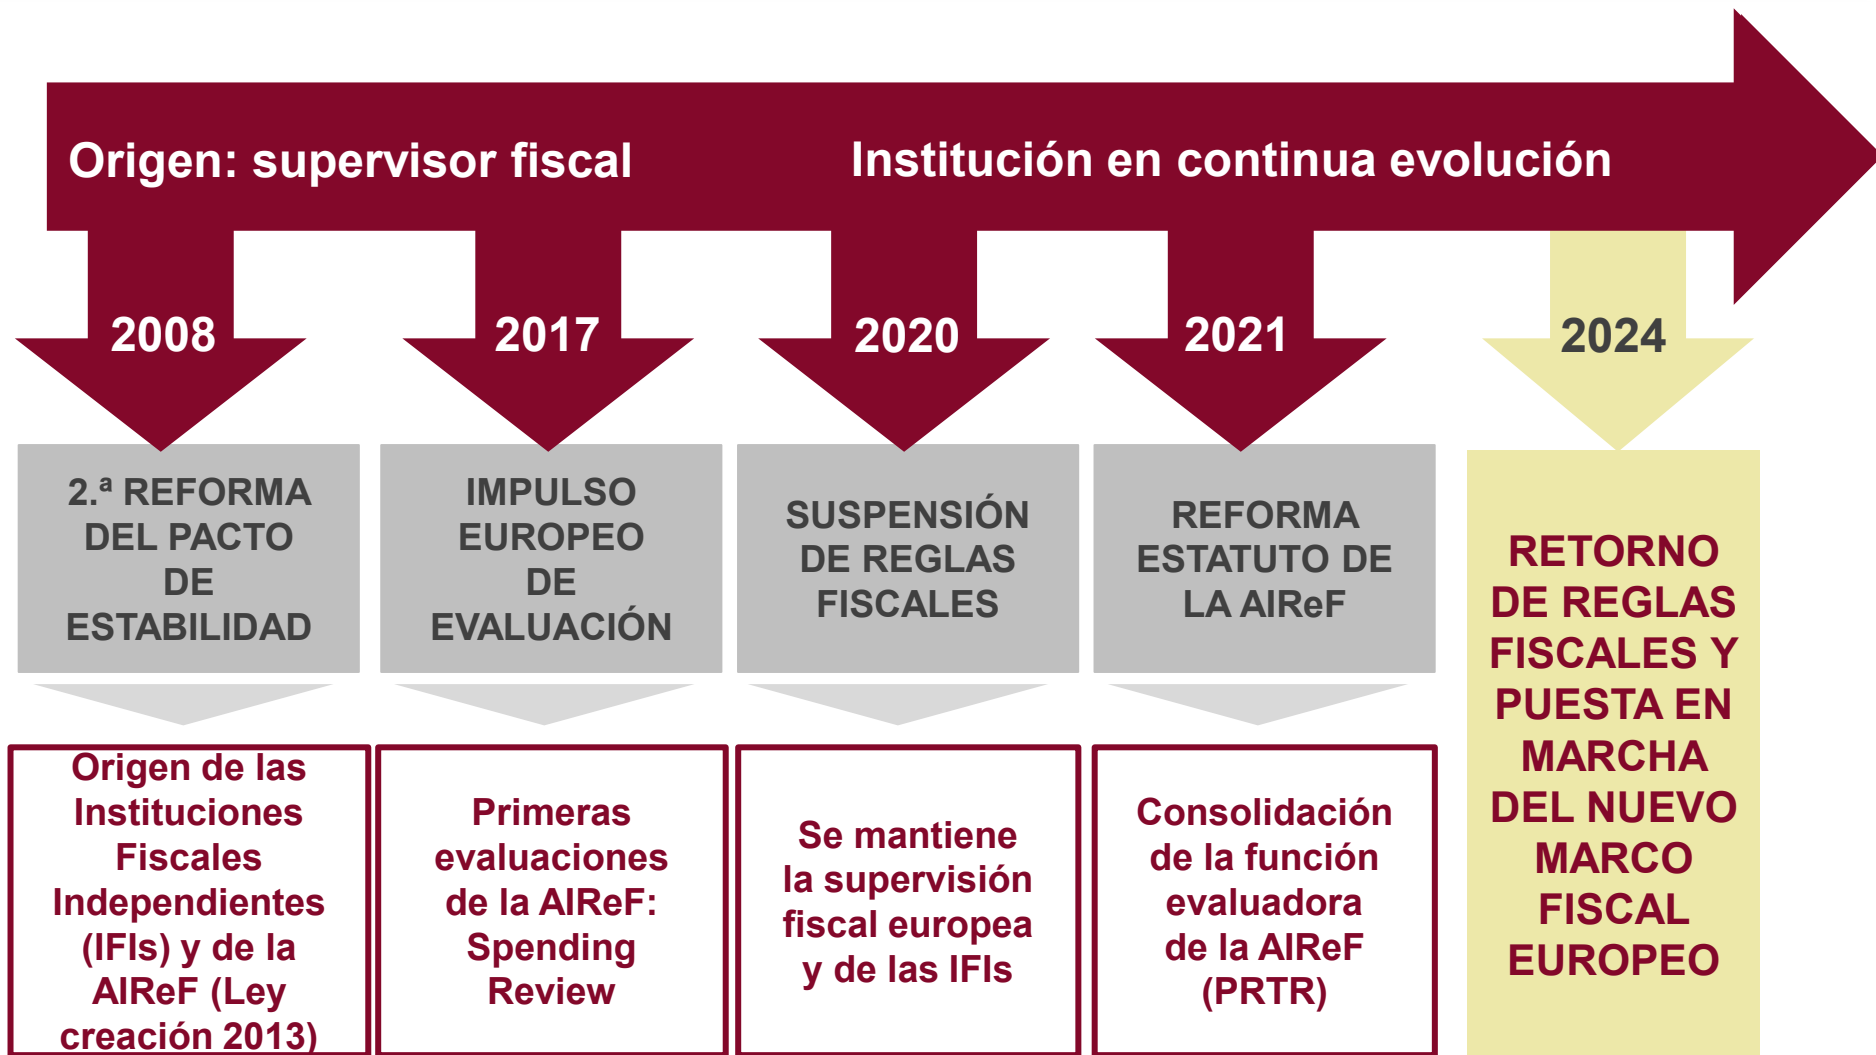 Origen: supervisor fiscal
Institución en continua evolución
2008
2017
2020
2021
2024
2.ª REFORMA
DEL PACTO
DE
ESTABILIDAD
IMPULSO
EUROPEO
DE
EVALUACIÓN
SUSPENSIÓN
DE REGLAS
FISCALES
REFORMA
ESTATUTO DE
LA AIReF
RETORNO
DE REGLAS
FISCALES Y
PUESTA EN
MARCHA
DEL NUEVO
MARCO
FISCAL
EUROPEO
Origen de las
Instituciones
Fiscales
Independientes
(IFIs) y de la
AIReF (Ley
creación 2013)
Primeras
evaluaciones
de la AIReF:
Spending
Review
Se mantiene
la supervisión
fiscal europea
y de las IFIs
Consolidación
de la función
evaluadora
de la AIReF
(PRTR)